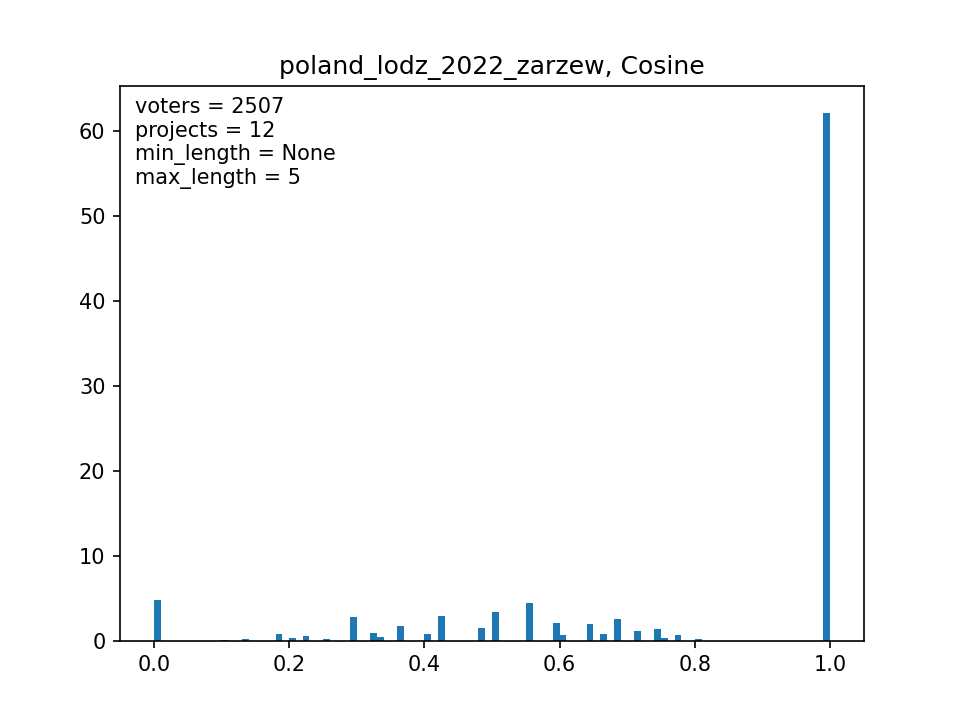 poland_lodz_2022_zarzew, Cosine
voters = 2507
projects = 12
min_length = None
max_length = 5
60
50
40
30
20
10
0
0.0 0.2 0.4 0.6 0.8 1.0